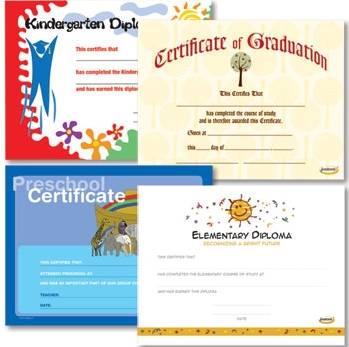 Kindergarten Diplo
This certifies that
has completed the Kinder
and has earned this diplom
Certificate of Graduation
This Certifies That
has completed the course of
study and is therefore awarded this Certificate.
Given at
this day of
Preschool
Certificate
THIS CERTIFIED THAT:
ATTENDED PRESCHOOL AT
AND WAS AN IMPORTANT PART OF OUR GROUP
TEACHER:
DATE:
ELEMENTARY DIPLOMA
RECOGNIZING A BRIGHT FUTURE
THIS CERTIFIES THAT
HAS COMPLETED THE ELEMENTARY COURSE OF STUDY AT
AND HAS EARNED THIS DIPLOMA
DATE